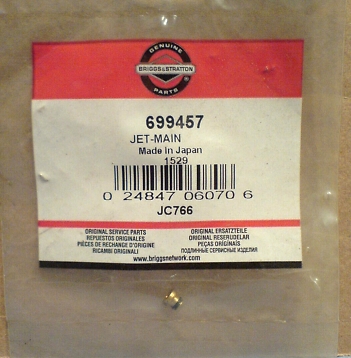 GENUINE
BRIGGS&STRATTON
PARTS
699457
JET-MAIN
Made In Japan
1529
0 24847 06070 6
JC766
ORIGINAL SERVICE PARTS
REPUESTOS ORIGINALES
PIÈCES DE RECHANGE D'ORIGINE
RICAMBI ORIGINALI
ORIGINAL ERSATZTEILE
ORIGINAL RESERUDELAR
PEÇAS ORIGINAIS
ПОДЛИННЫЕ СЕРВИСНЫЕ ИЗДЕЛИЯ
www.briggsnetwork.com